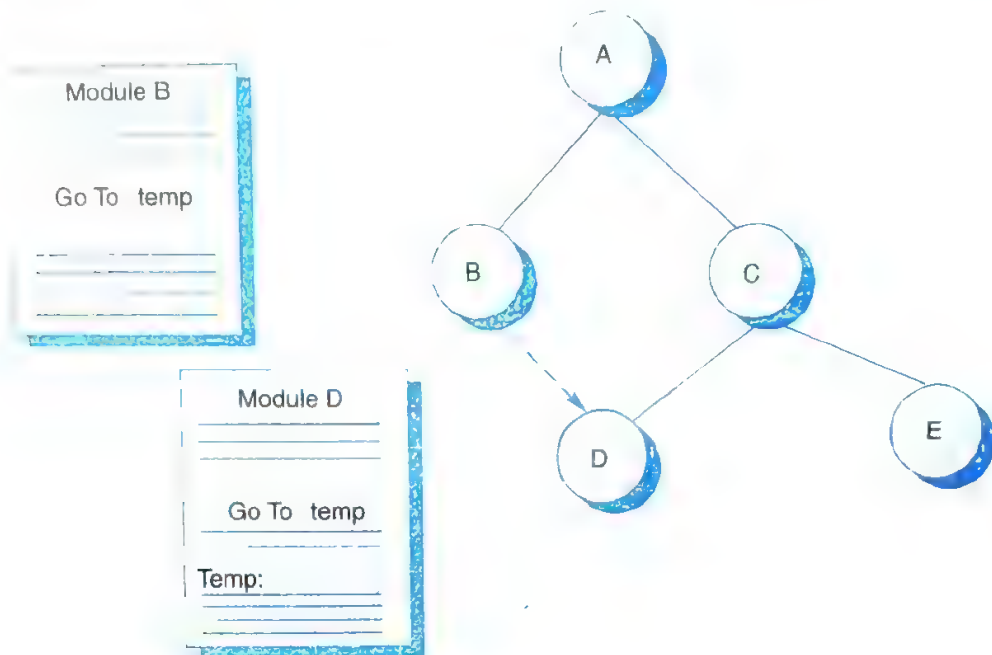 Module B
Go To temp
Module D
Go To temp
Temp:
A
B
C
D
E